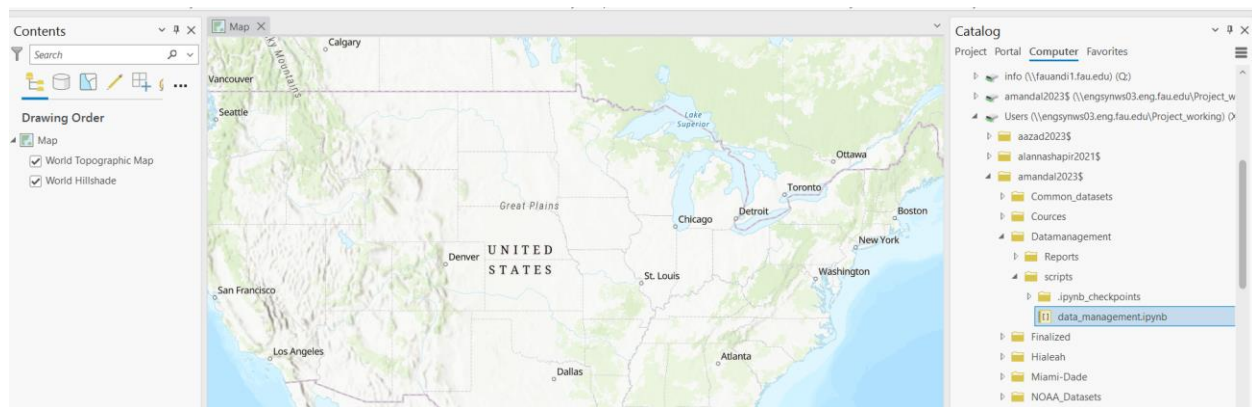 Contents
Search
Drawing Order
Map
World Topographic Map
World Hillshade
Map
Calgary
Mountains
Vancouver
Seattle
Lake
Superior
Ottawa
Toronto
Great Plains
Chicago
Detroit
Boston
New York
Denver
UNITED
STATES
St. Louis
Washington
San Francisco
Los Angeles
Atlanta
Dallas
Catalog
Project Portal Computer Favorites
info (\\fauandi1.fau.edu) (Q:)
amandal2023$ (\\engsynws03.eng.fau.edu\Project_w
Users (\\engsynws03.eng.fau.edu\Project_working) (X
aazad2023$
alannashapir2021$
amandal2023$
Common_datasets
Cources
Datamanagement
Reports
scripts
.ipynb_checkpoints
data_management.ipynb
Finalized
Hialeah
Miami-Dade
NOAA_Datasets